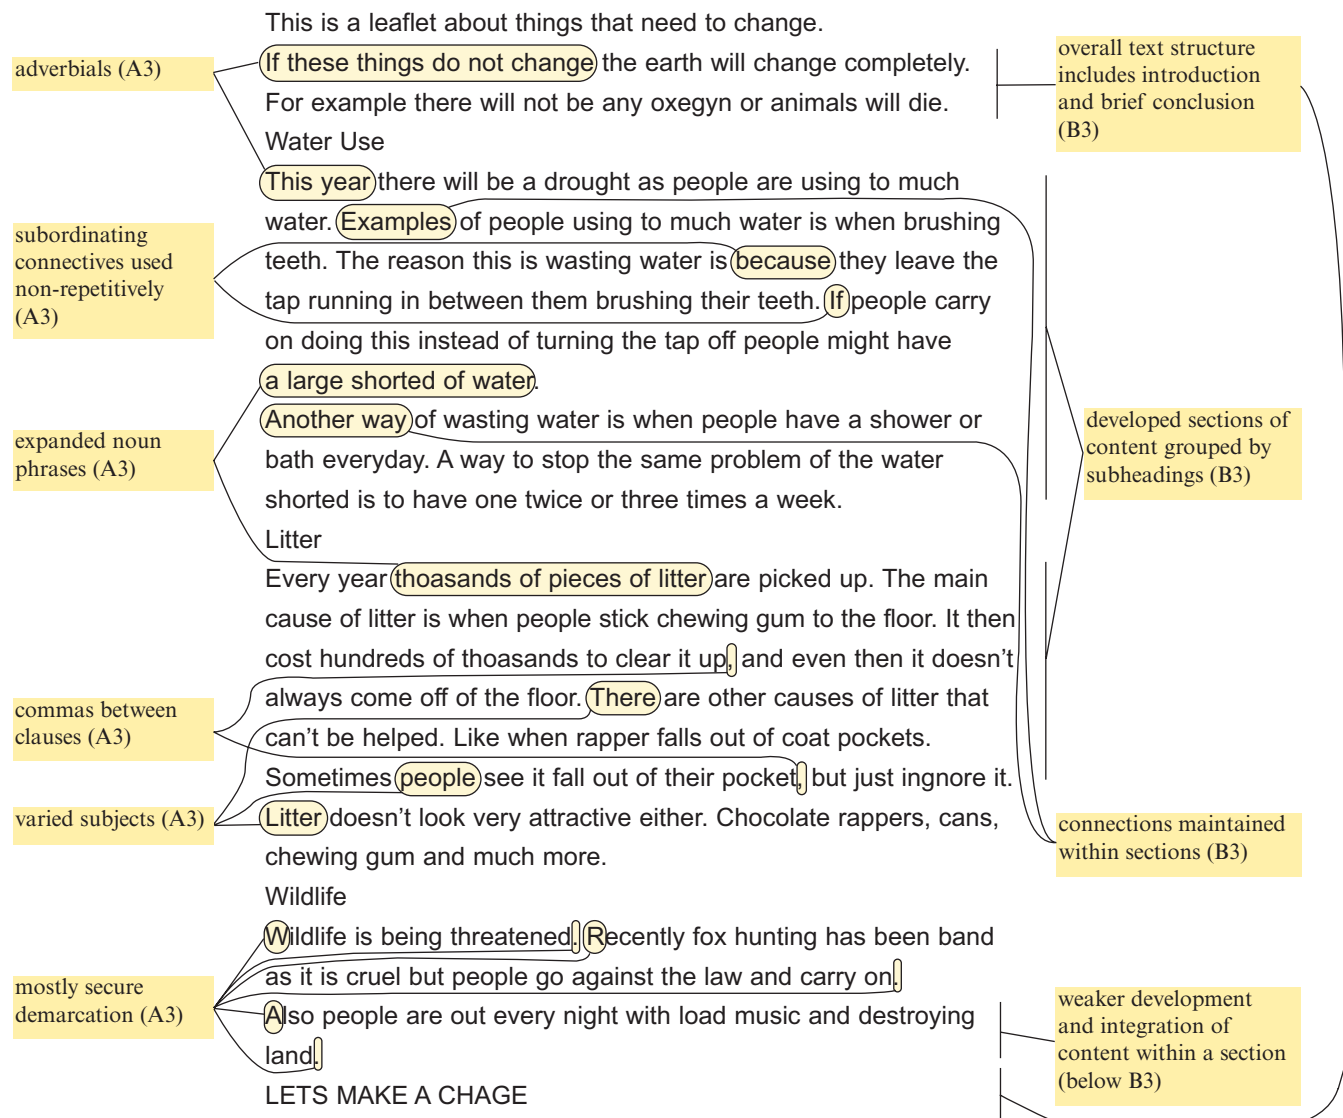 This is a leaflet about things that need to change.
If these things do not change the earth will change completely.
For example there will not be any oxegyn or animals will die.
Water Use
This year there will be a drought as people are using to much
water. Examples of people using to much water is when brushing
teeth. The reason this is wasting water is because they leave the
tap running in between them brushing their teeth. If people carry
on doing this instead of turning the tap off people might have
a large shorted of water.
Another way of wasting water is when people have a shower or
bath everyday. A way to stop the same problem of the water
shorted is to have one twice or three times a week.
Litter
Every year thoasands of pieces of litter are picked up. The main
cause of litter is when people stick chewing gum to the floor. It then
cost hundreds of thoasands to clear it up, and even then it doesn't
always come off of the floor. There are other causes of litter that
can't be helped. Like when rapper falls out of coat pockets.
Sometimes people see it fall out of their pocket, but just ingnore it.
Litter doesn't look very attractive either. Chocolate rappers, cans,
chewing gum and much more.
Wildlife
Wildlife is being threatened. Recently fox hunting has been band
as it is cruel but people go against the law and carry on.
Also people are out every night with load music and destroying
land.
LETS MAKE A CHAGE
adverbials (A3)
subordinating
connectives used
non-repetitively
(A3)
expanded noun
phrases (A3)
commas between
clauses (A3)
varied subjects (A3)
mostly secure
demarcation (A3)
overall text structure
includes introduction
and brief conclusion
(B3)
developed sections of
content grouped by
subheadings (B3)
connections maintained
within sections (B3)
weaker development
and integration of
content within a section
(below B3)